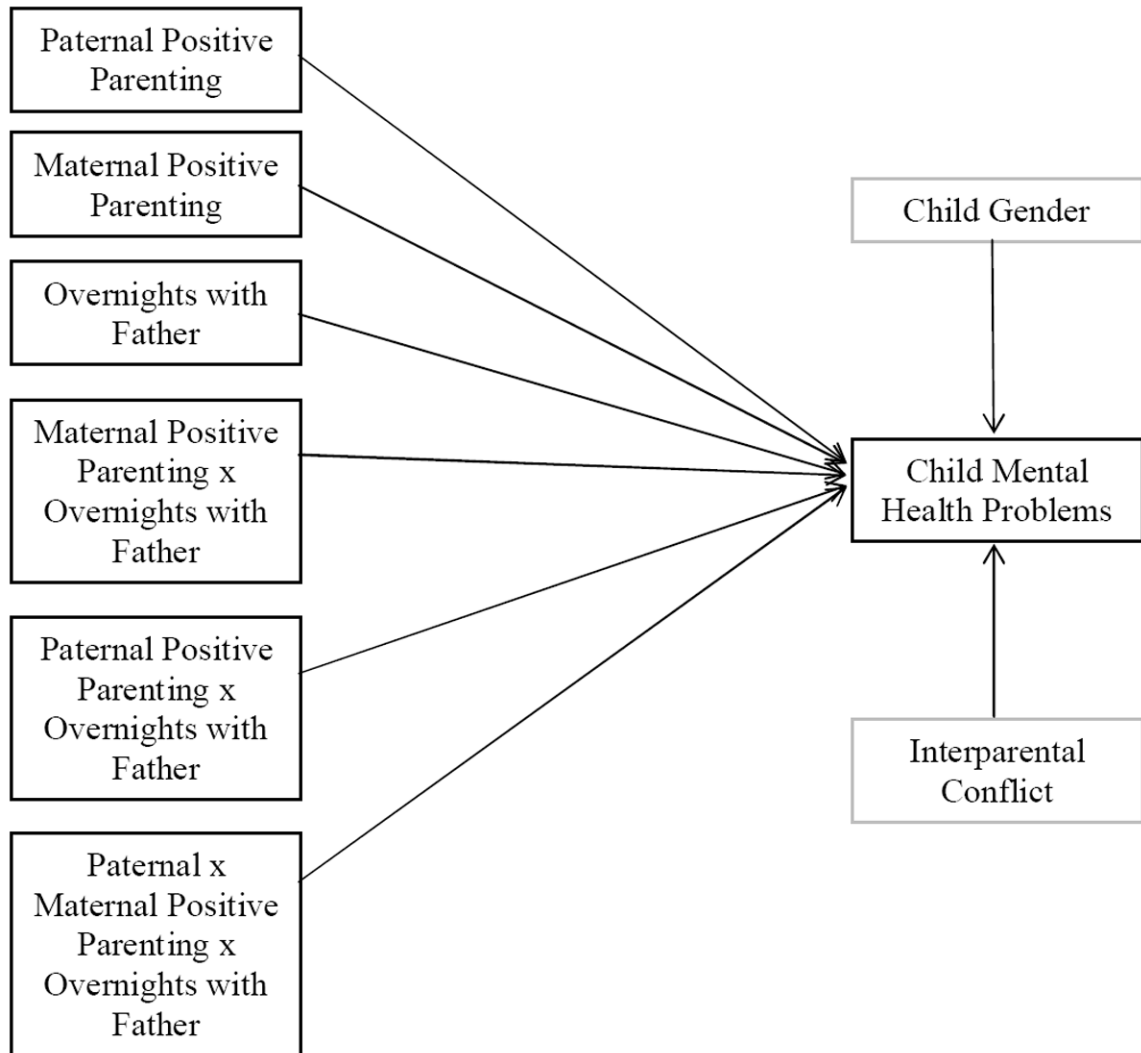 Paternal Positive
Parenting
Maternal Positive
Parenting
Overnights with
Father
Maternal Positive
Parenting x
Overnights with
Father
Paternal Positive
Parenting x
Overnights with
Father
Paternal x
Maternal Positive
Parenting x
Overnights with
Father
Child Gender
Child Mental
Health Problems
Interparental
Conflict